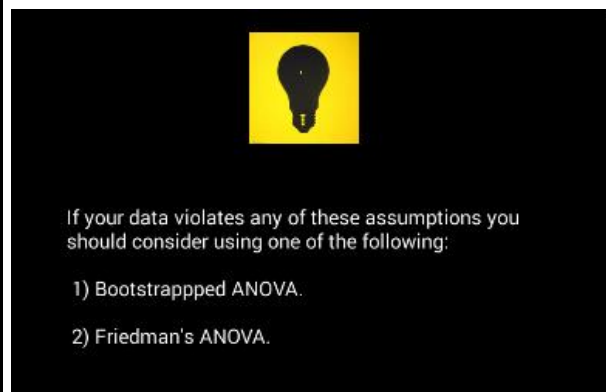 If your data violates any of these assumptions you
should consider using one of the following:
1) Bootstrappped ANOVA.
2) Friedman's ANOVA.